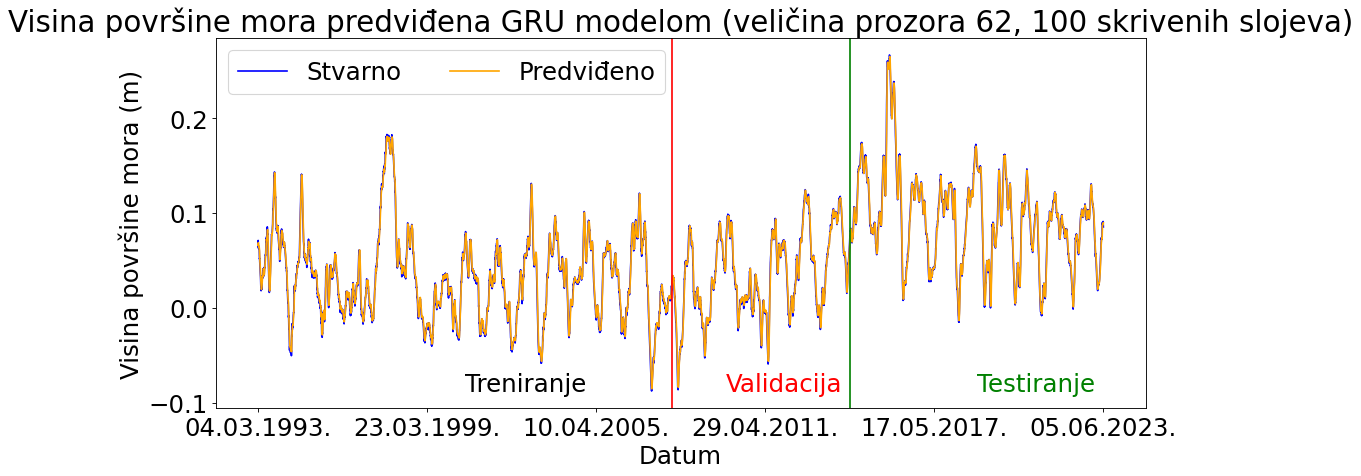 Visina površine mora predviđena GRU modelom (veličina prozora 62, 100 skrivenih slojeva)
Stvarno
Predviđeno
Visina površine mora (m)
0.2
0.1
0.0
−0.1
Treniranje
Validacija
Testiranje
04.03.1993.
23.03.1999.
10.04.2005.
29.04.2011.
17.05.2017.
05.06.2023.
Datum